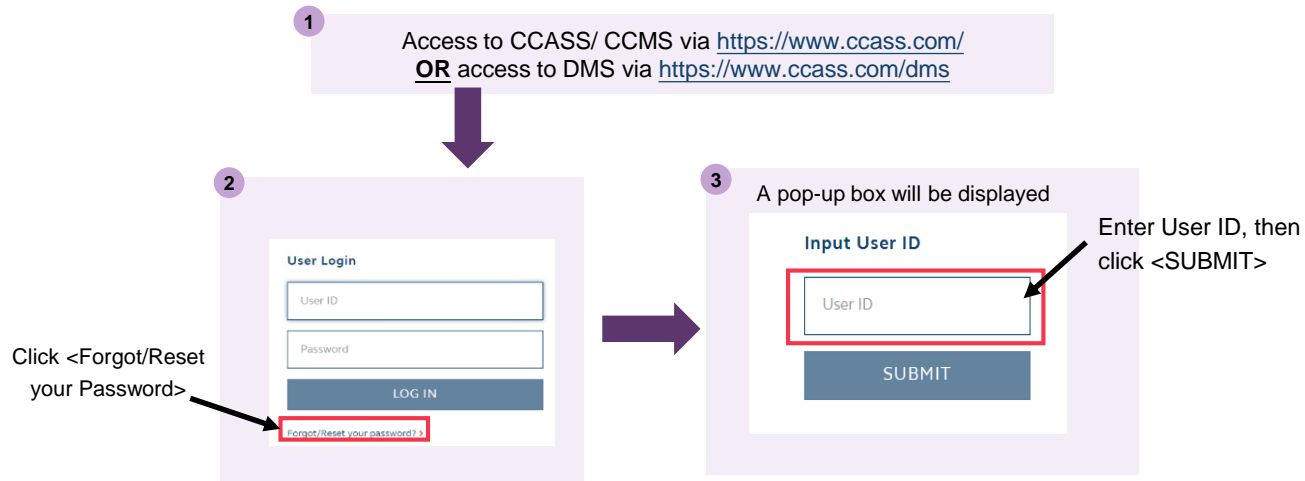 1
Access to CCASS/ CCMS via https://www.ccass.com/
OR access to DMS via https://www.ccass.com/dms
2
User Login
User ID
Password
LOG IN
Forgot/Reset your password? >
Click <Forgot/Reset
your Password>
3
A pop-up box will be displayed
Input User ID
User ID
SUBMIT
Enter User ID, then
click <SUBMIT>